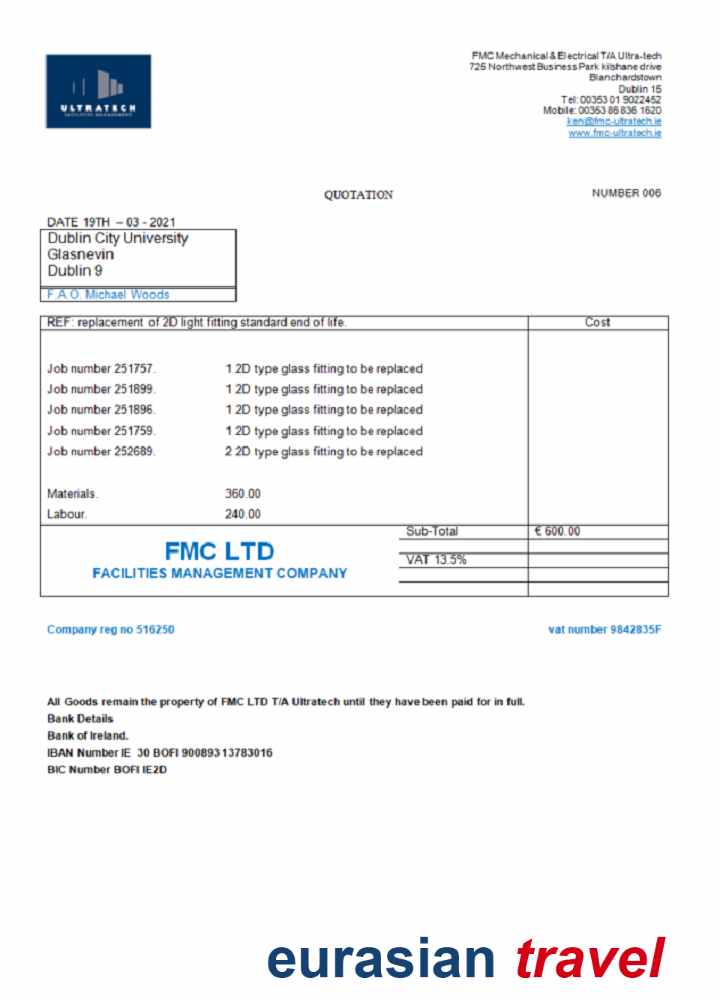 FMC Mechanical & Electrical T/A Ultra-tech
725 Northwest Business Park kilshane drive
Blanchardstown
Dublin 15
Tel: 00353 01 9022452
Mobile: 00353 86 836 1620
ken@fmc-ultratech.ie
www.fmc-ultratech.ie
ULTRATECH
FACILITIES MANAGEMENT
QUOTATION
NUMBER 006
DATE 19TH – 03 - 2021
Dublin City University
Glasnevin
Dublin 9
F.A.O. Michael Woods
REF: replacement of 2D light fitting standard end of life. Cost
Job number 251757. 1 2D type glass fitting to be replaced
Job number 251899. 1 2D type glass fitting to be replaced
Job number 251896. 1 2D type glass fitting to be replaced
Job number 251759. 1 2D type glass fitting to be replaced
Job number 252689. 2 2D type glass fitting to be replaced
Materials. 360.00
Labour. 240.00
Sub-Total € 600.00
FMC LTD
FACILITIES MANAGEMENT COMPANY
VAT 13.5%
Company reg no 516250 vat number 9842835F
All Goods remain the property of FMC LTD T/A Ultratech until they have been paid for in full.
Bank Details
Bank of Ireland.
IBAN Number IE 30 BOFI 90089313783016
BIC Number BOFI IE2D
eurasian travel